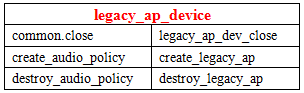 legacy_ap_device
common.close legacy_ap_dev_close
create_audio_policy create_legacy_ap
destroy_audio_policy destroy_legacy_ap